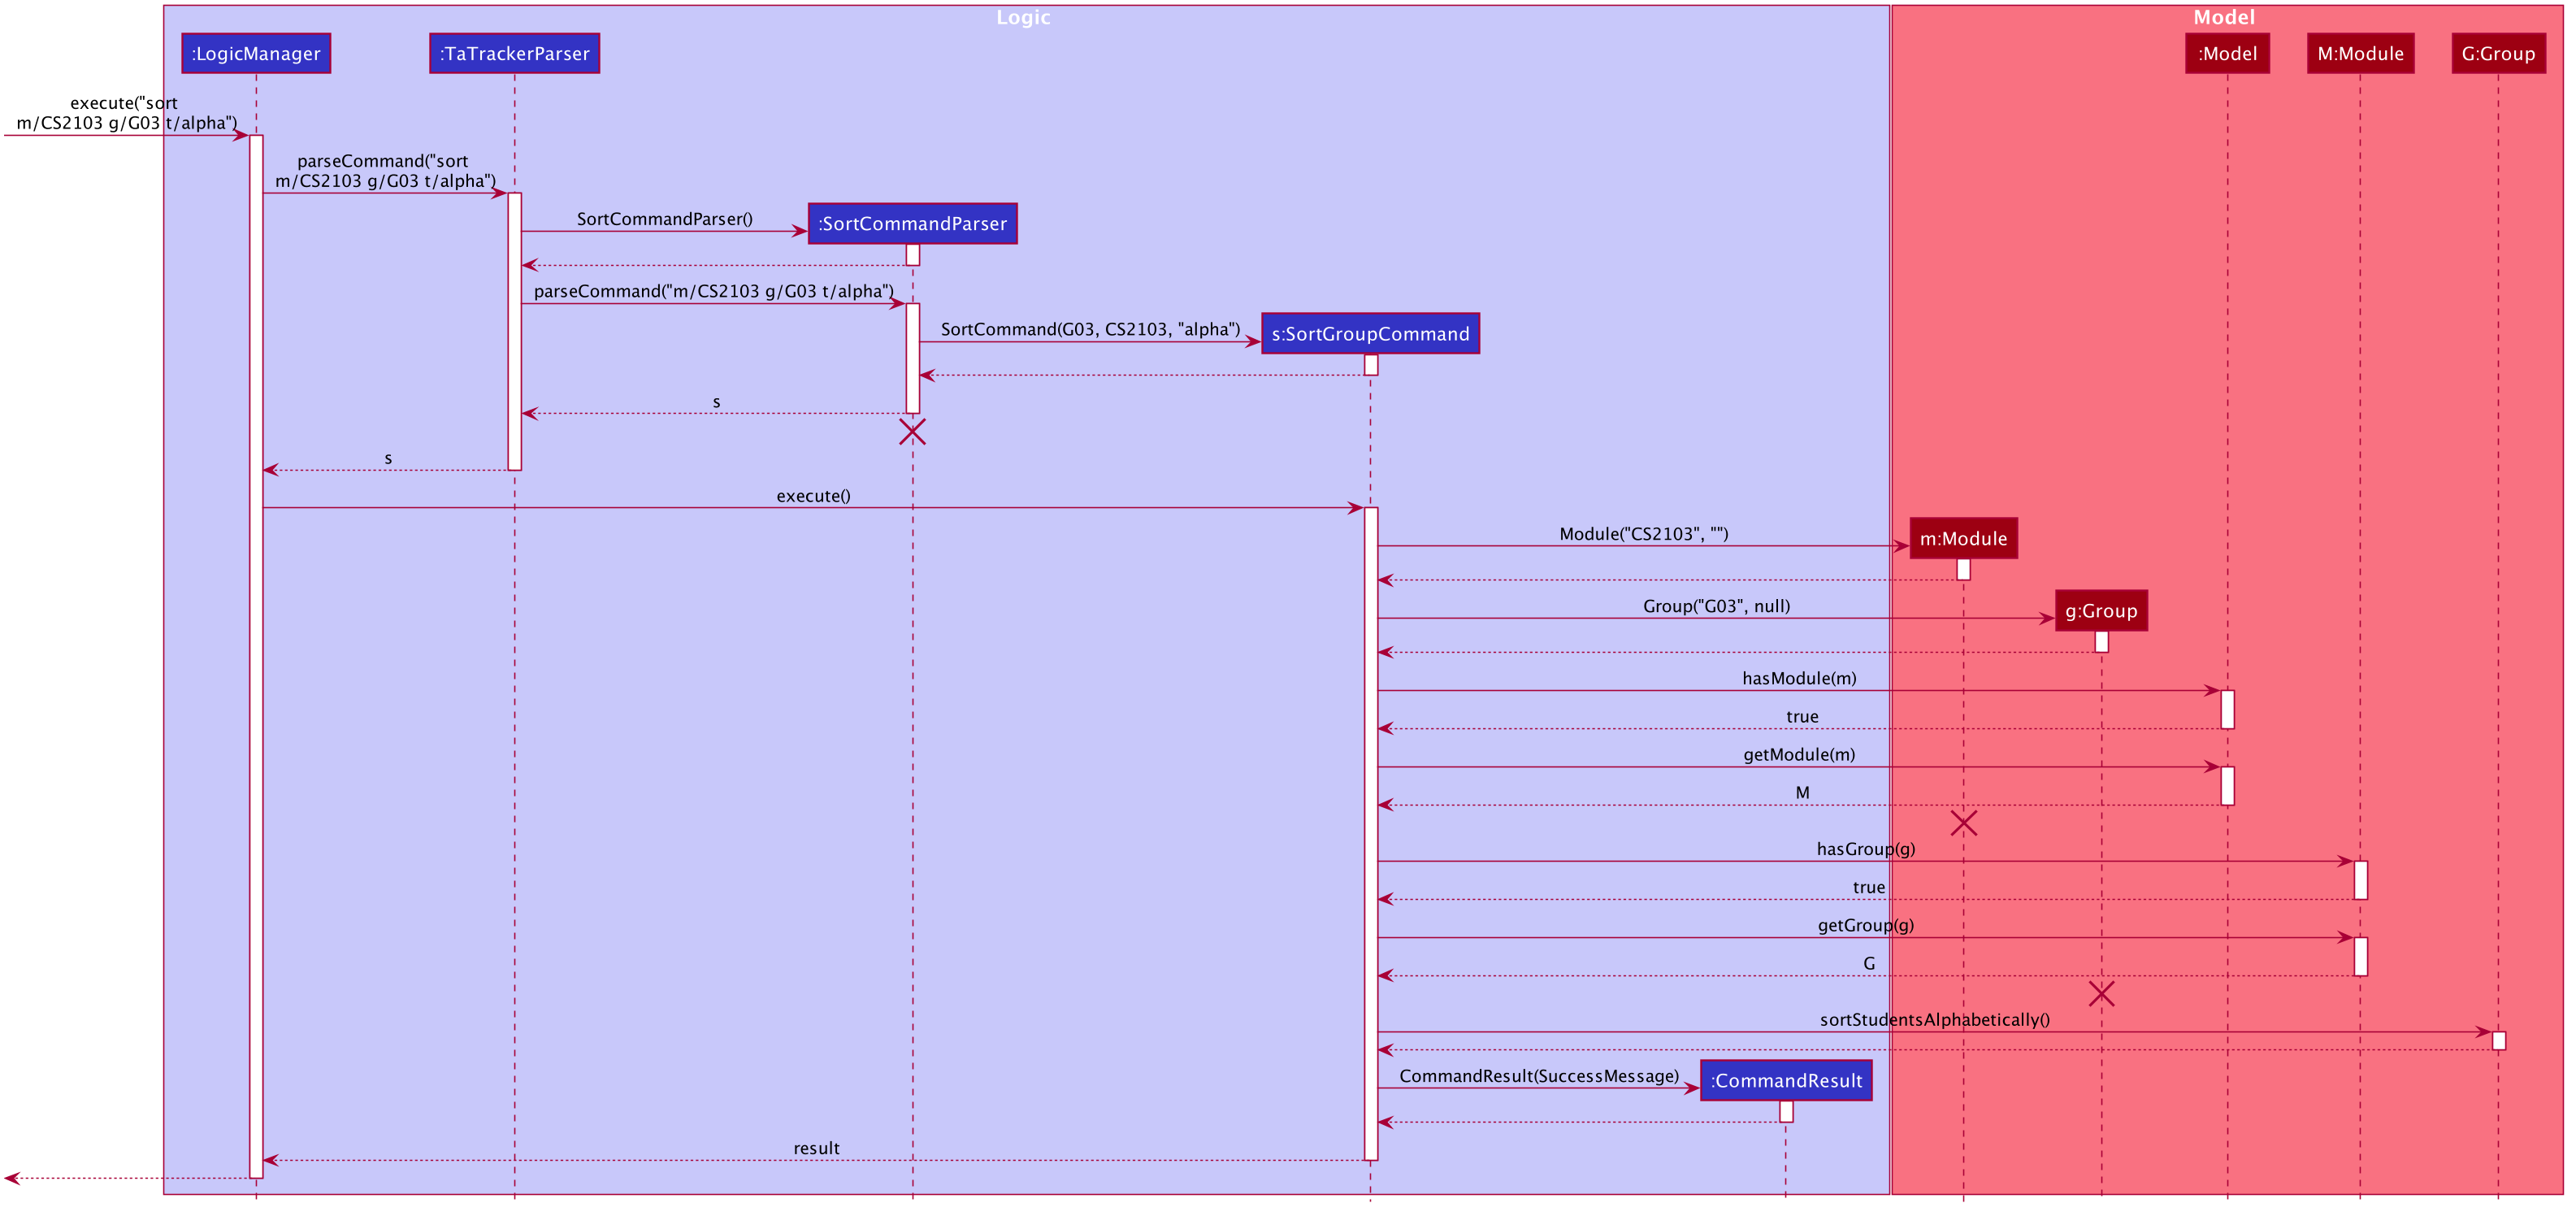 Logic
Model
:LogicManager
:TaTrackerParser
:Model
M:Module
G:Group
execute("sort
m/CS2103 g/G03 t/alpha")
parseCommand("sort
m/CS2103 g/G03 t/alpha")
SortCommandParser()
:SortCommandParser
parseCommand("m/CS2103 g/G03 t/alpha")
SortCommand(G03, CS2103, "alpha")
s:SortGroupCommand
s
s
execute()
Module("CS2103", "")
m:Module
Group("G03", null)
g:Group
hasModule(m)
true
getModule(m)
M
hasGroup(g)
true
getGroup(g)
G
sortStudentsAlphabetically()
CommandResult(SuccessMessage)
:CommandResult
result